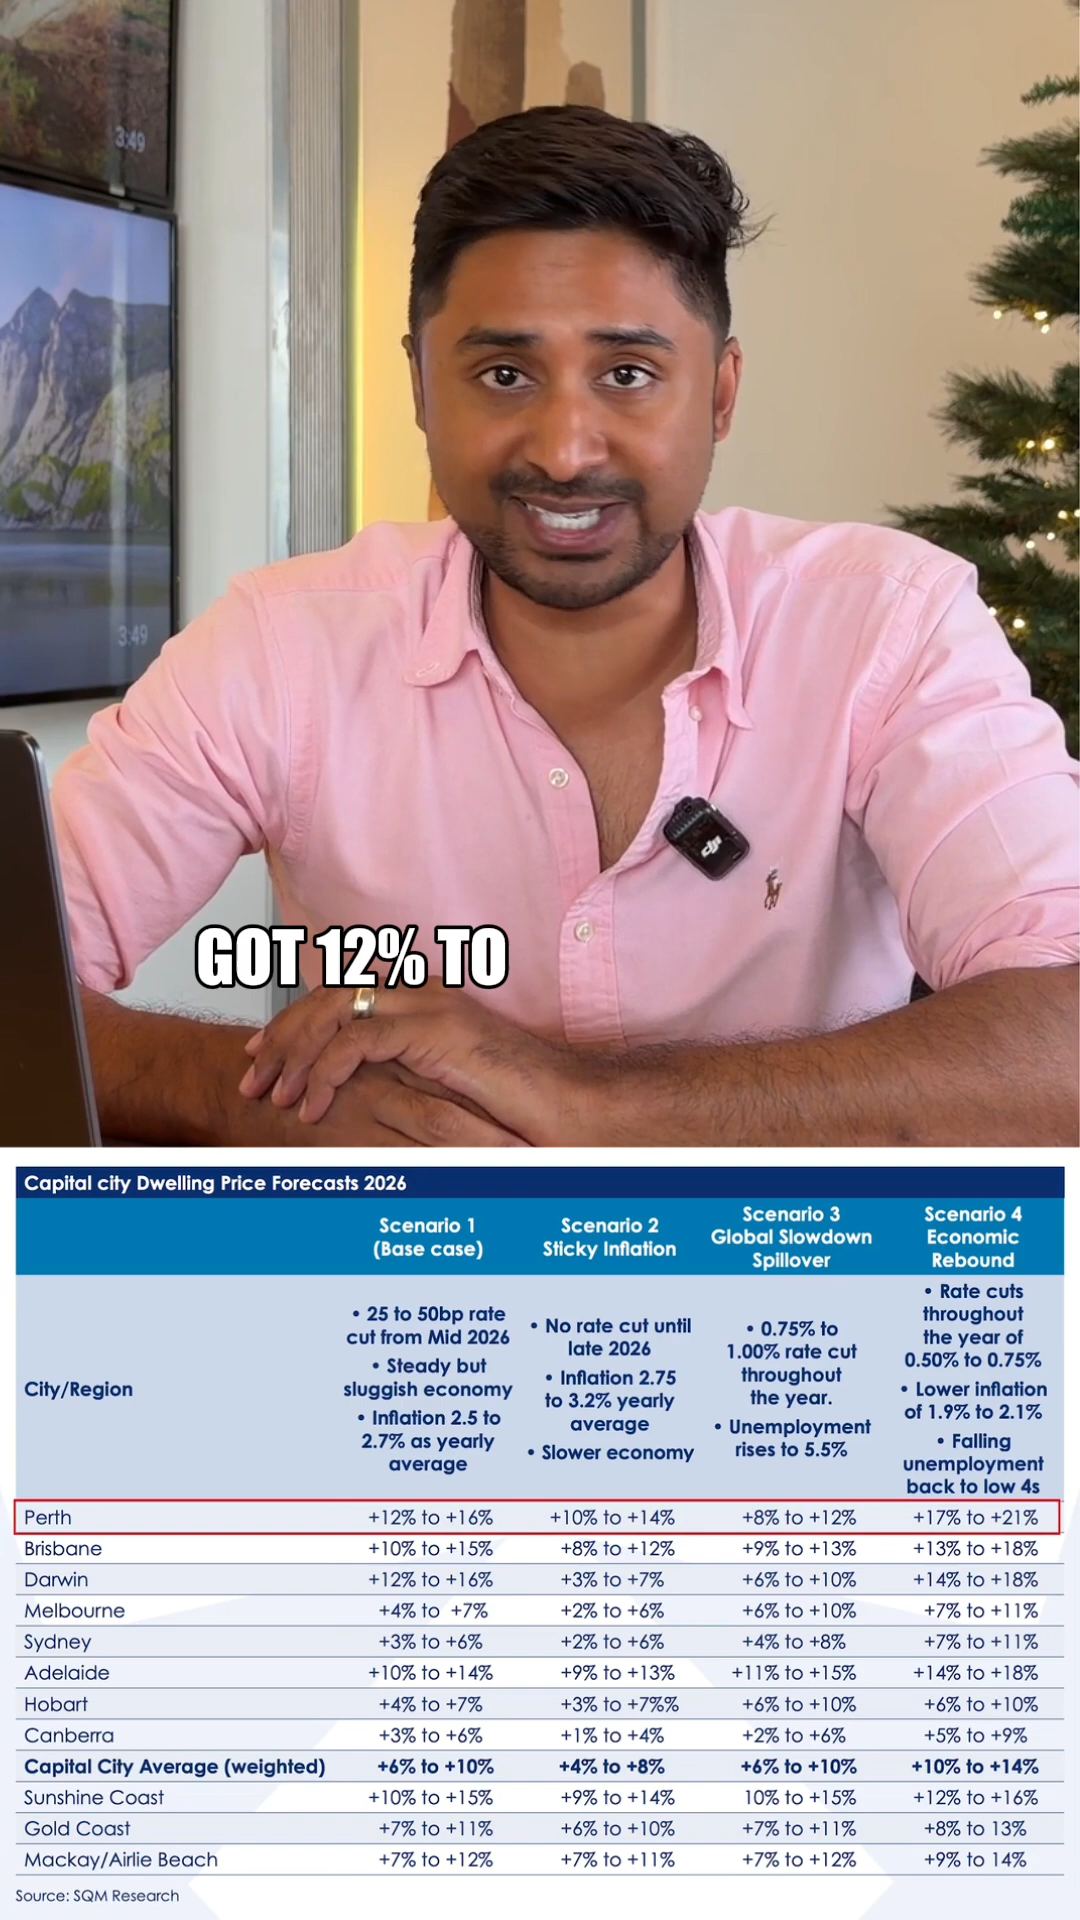 3:49
3:49
dji
GOT 12% TO
Capital city Dwelling Price Forecasts 2026
Scenario 1
(Base case)
Scenario 2
Sticky Inflation
Scenario 3
Global Slowdown
Spillover
Scenario 4
Economic
Rebound
City/Region
• 25 to 50bp rate
cut from Mid 2026
• Steady but
sluggish economy
• Inflation 2.5 to
2.7% as yearly
average
• No rate cut until
late 2026
• Inflation 2.75
to 3.2% yearly
average
• Slower economy
• 0.75% to
1.00% rate cut
throughout
the year.
• Unemployment
rises to 5.5%
• Rate cuts
throughout
the year of
0.50% to 0.75%
• Lower inflation
of 1.9% to 2.1%
• Falling
unemployment
back to low 4s
Perth +12% to +16% +10% to +14% +8% to +12% +17% to +21%
Brisbane +10% to +15% +8% to +12% +9% to +13% +13% to +18%
Darwin +12% to +16% +3% to +7% +6% to +10% +14% to +18%
Melbourne +4% to +7% +2% to +6% +6% to +10% +7% to +11%
Sydney +3% to +6% +2% to +6% +4% to +8% +7% to +11%
Adelaide +10% to +14% +9% to +13% +11% to +15% +14% to +18%
Hobart +4% to +7% +3% to +7%% +6% to +10% +6% to +10%
Canberra +3% to +6% +1% to +4% +2% to +6% +5% to +9%
Capital City Average (weighted) +6% to +10% +4% to +8% +6% to +10% +10% to +14%
Sunshine Coast +10% to +15% +9% to +14% 10% to +15% +12% to +16%
Gold Coast +7% to +11% +6% to +10% +7% to +11% +8% to 13%
Mackay/Airlie Beach +7% to +12% +7% to +11% +7% to +12% +9% to 14%
Source: SQM Research